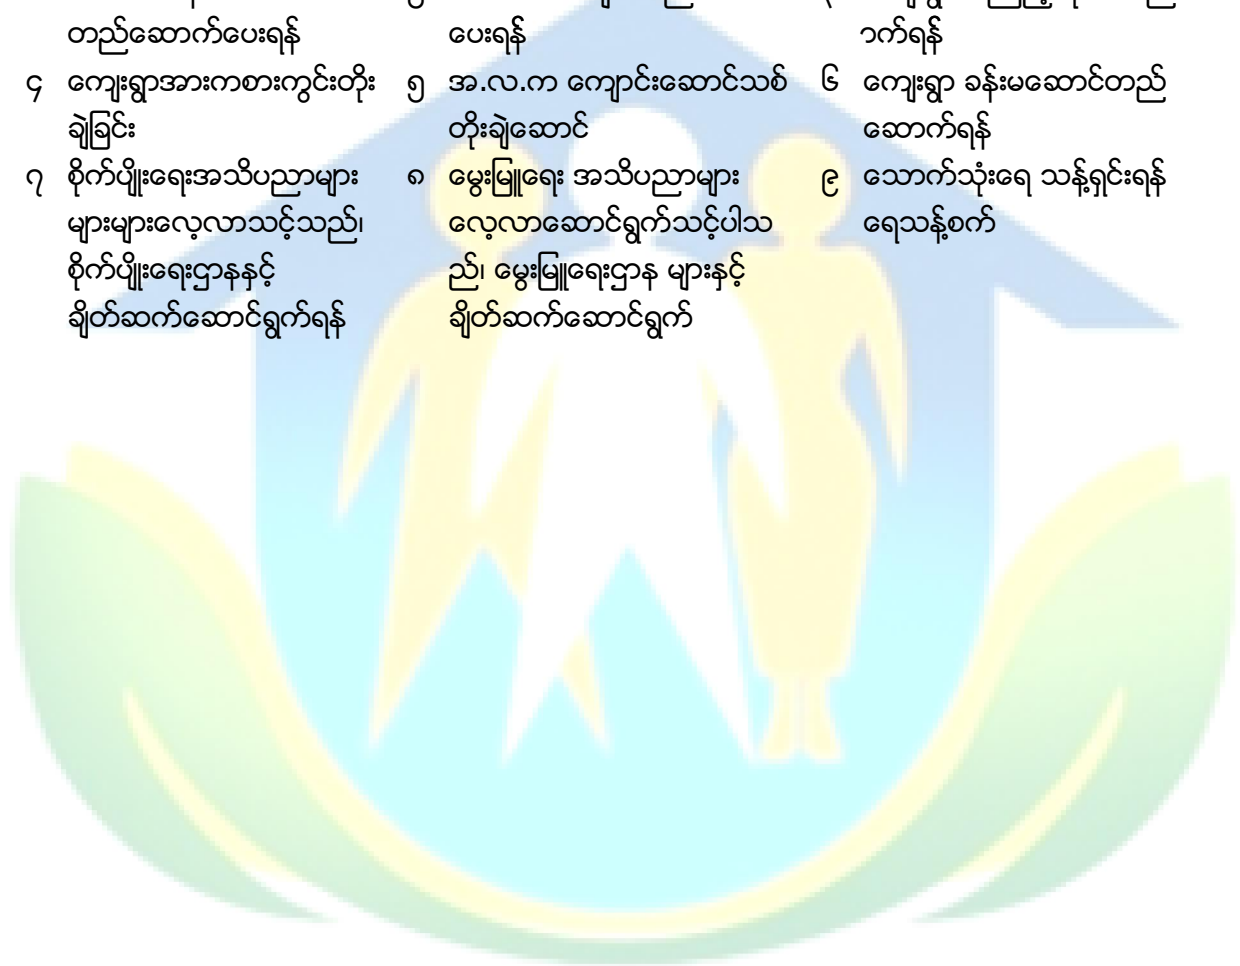 တည်ဆောက်ပေးရန်
ပေးရန်
ာက်ရန်
၄ ကျေးရွာအားကစားကွင်းတိုး
ချဲခြင်း
၅ အ.လ.က ကျောင်းဆောင်သစ်
တိုးချဲဆောင်
၆ ကျေးရွာ ခန်းမဆောင်တည်
ဆောက်ရန်
၇ စိုက်ပျိုးရေးအသိပညာများ
များများလေ့လာသင့်သည်၊
စိုက်ပျိုးရေးဌာနနှင့်
ချိတ်ဆက်ဆောင်ရွက်ရန်
၈ မွေးမြူရေး အသိပညာများ
လေ့လာဆောင်ရွက်သင့်ပါသ
ည်၊ မွေးမြူရေးဌာန များနှင့်
ချိတ်ဆက်ဆောင်ရွက်
၉ သောက်သုံးရေ သန့်ရှင်းရန်
ရေသန့်စက်